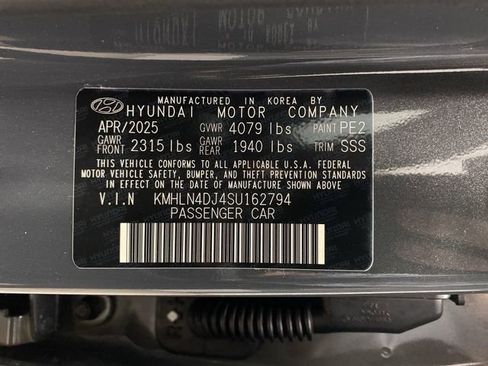 MANUFACTURED IN KOREA BY
HYUNDAI MOTOR COMPANY
APR/2025 GVWR 4079 lbs PAINT PE2
GAWR FRONT 2315 lbs GAWR REAR 1940 lbs TRIM SSS
THIS VEHICLE CONFORMS TO ALL APPLICABLE U.S.A. FEDERAL
MOTOR VEHICLE SAFETY, BUMPER, AND THEFT PREVENTION
STANDARDS IN EFFECT ON THE DATE OF MANUFACTURE SHOWN ABOVE.
V.I.N KMHLN4DJ4SU162794
PASSENGER CAR